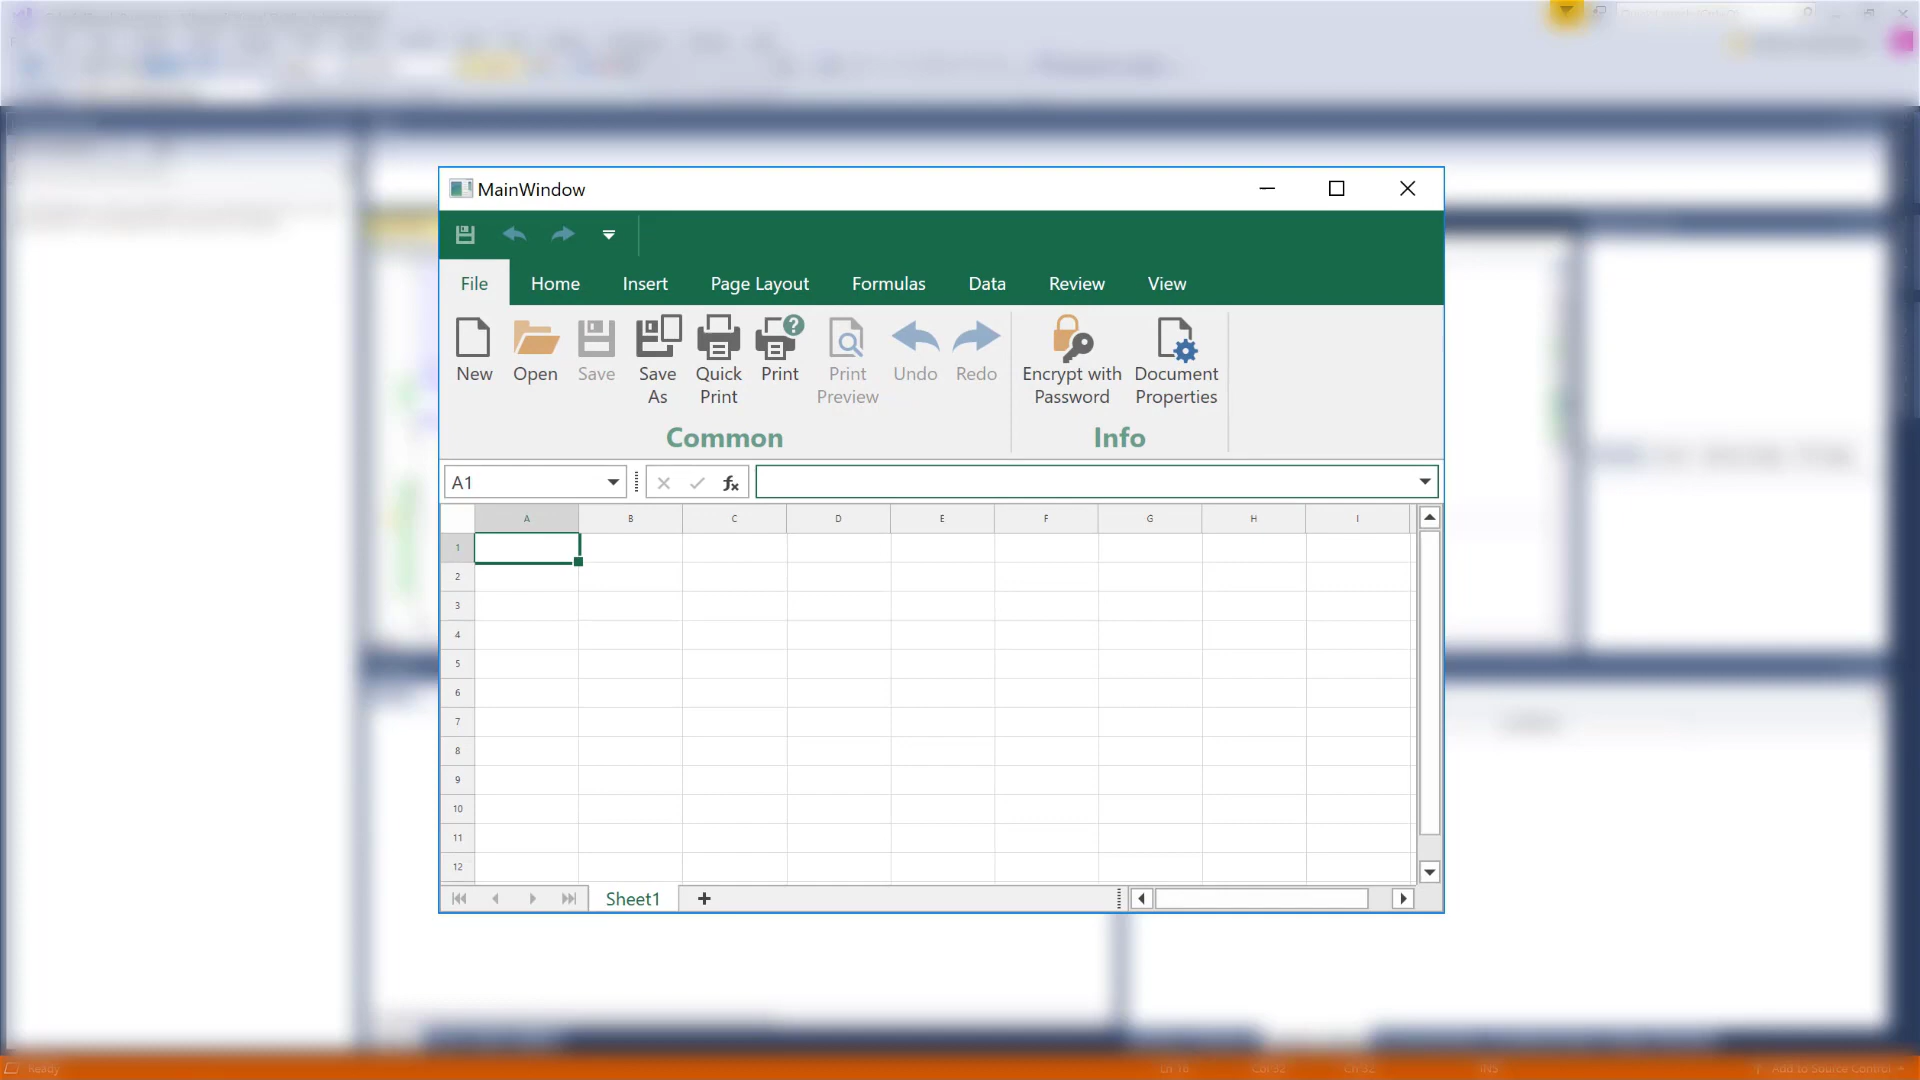 MainWindow
File Home Insert Page Layout Formulas Data Review View
New Open Save Save As Quick Print Print Print Preview Undo Redo Encrypt with Password Document Properties
Common Info
A1 fx
A B C D E F G H I
1
2
3
4
5
6
7
8
9
10
11
12
Sheet1
Ready